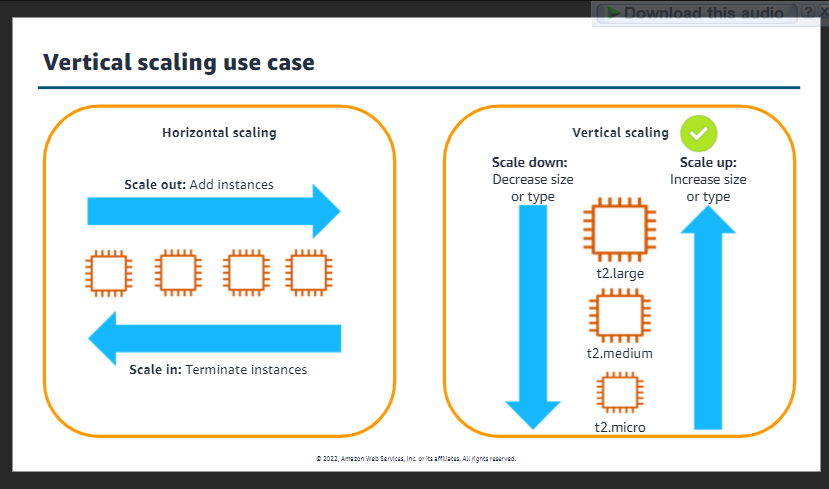 Download this audio ? X
Vertical scaling use case
Horizontal scaling
Scale out: Add instances
Scale in: Terminate instances
Vertical scaling
Scale down:
Decrease size
or type
Scale up:
Increase size
or type
t2.large
t2.medium
t2.micro
© 2022, Amazon Web Services, Inc. or its affiliates. All rights reserved.